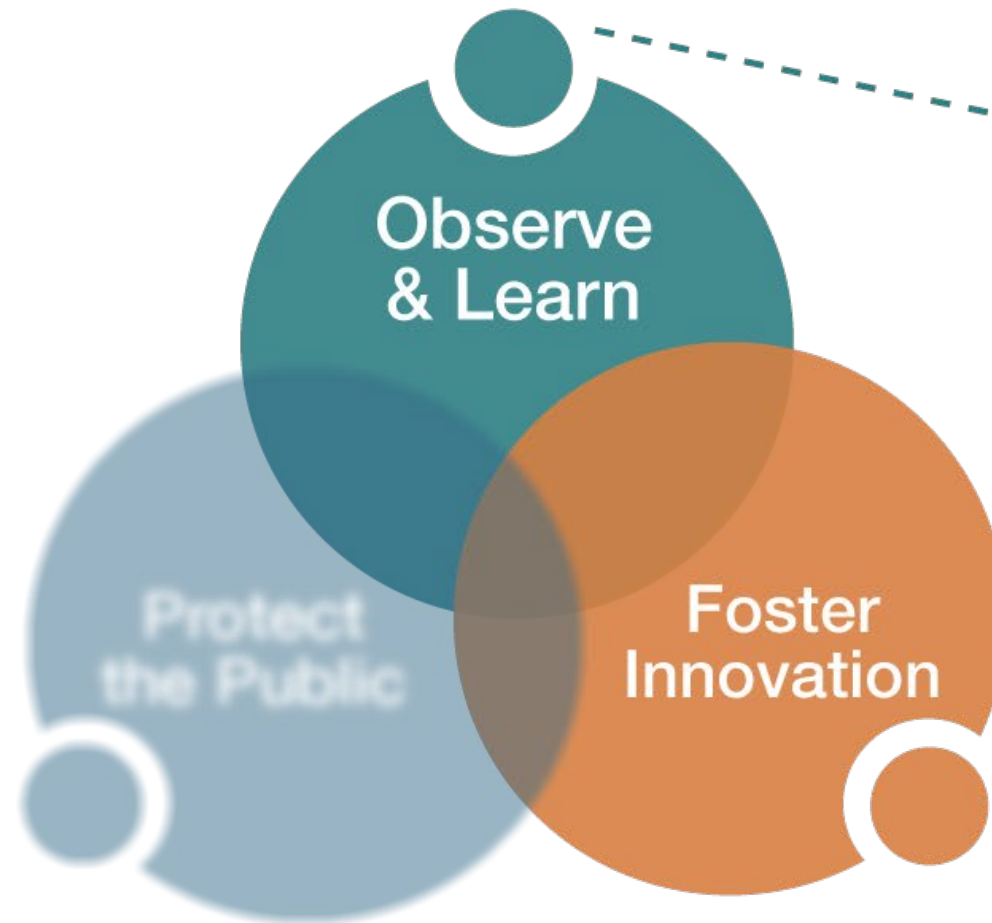 Observe
& Learn
Protect
the Public
Foster
Innovation